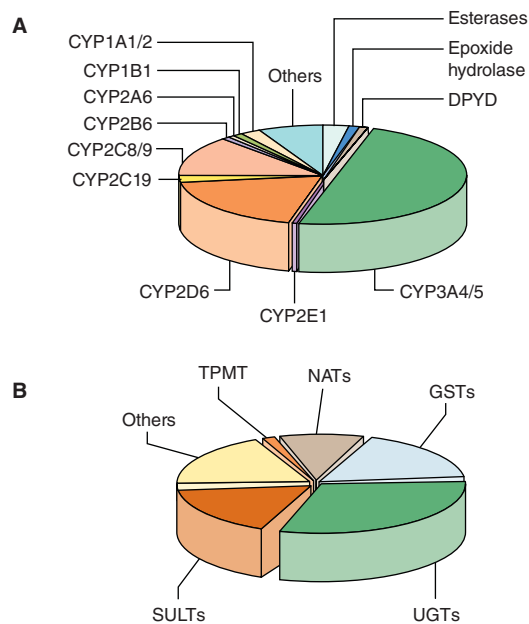 A
Esterases
Epoxide
hydrolase
DPYD
CYP1A1/2
CYP1B1
CYP2A6
CYP2B6
CYP2C8/9
CYP2C19
Others
CYP2D6
CYP2E1
CYP3A4/5
B
TPMT
NATs
GSTs
Others
SULTs
UGTs